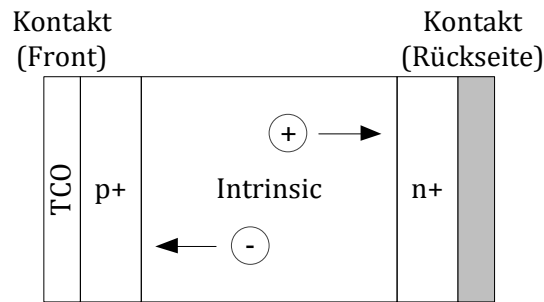 Kontakt
(Front)
Kontakt
(Rückseite)
TCO
p+
Intrinsic
n+
+
-